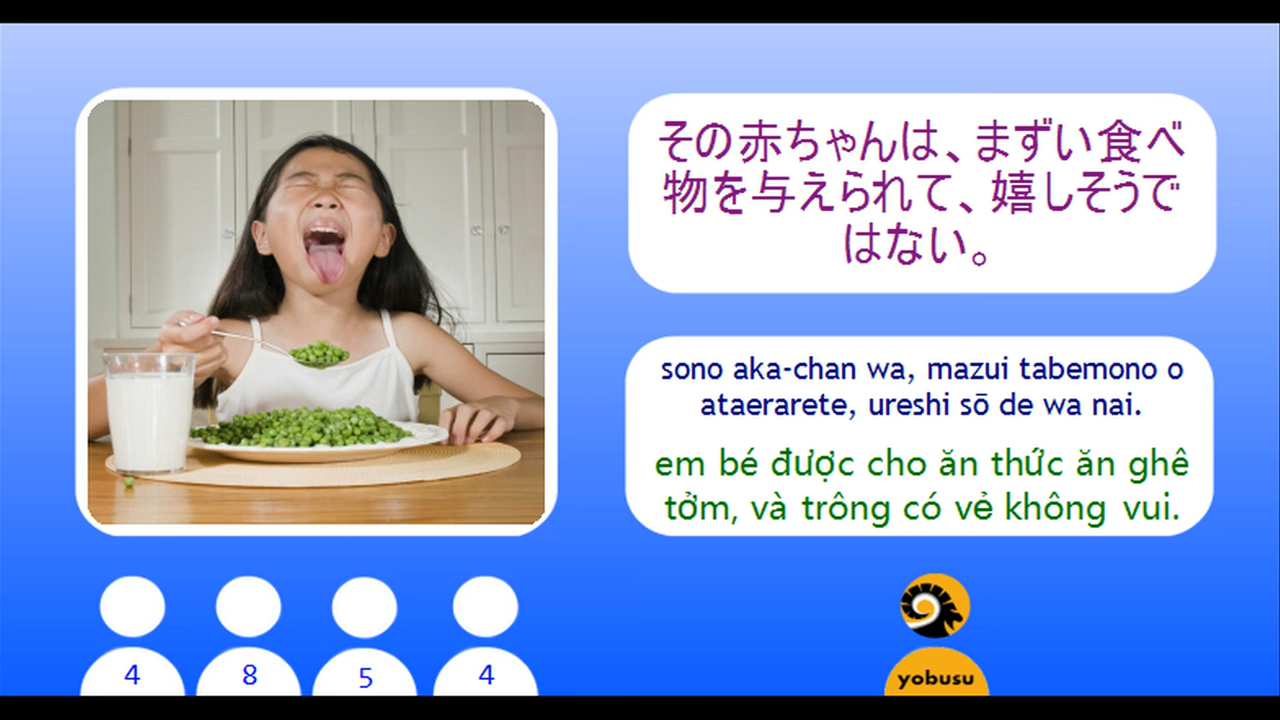 その赤ちゃんは、まずい食べ
物を与えられて、嬉しそうで
はない。
sono aka-chan wa, mazui tabemono o
ataerarete, ureshi sō de wa nai.
em bé được cho ăn thức ăn ghê
tởm, và trông có vẻ không vui.
4 8 5 4
yobusu